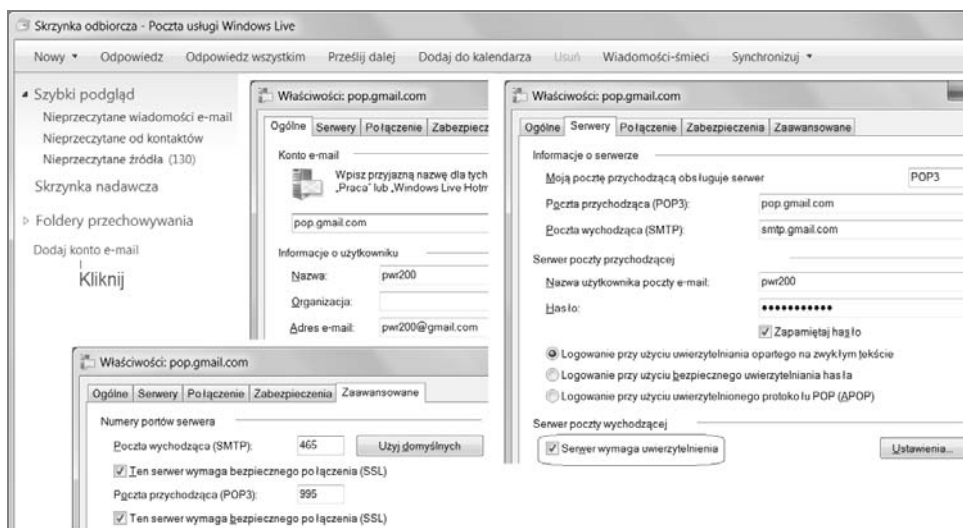 Skrzynka odbiorcza - Poczta usługi Windows Live
Nowy Odpowiedz Odpowiedz wszystkim Prześlij dalej Dodaj do kalendarza Usuń Wiadomości-śmieci Synchronizuj
Szybki podgląd
Nieprzeczytane wiadomości e-mail
Nieprzeczytane od kontaktów
Nieprzeczytane źródła (130)
Skrzynka nadawcza
Foldery przechowywania
Dodaj konto e-mail
Kliknij
Właściwości: pop.gmail.com
Ogólne Serwery Połączenie Zabezpiecz
Konto e-mail
Wpisz przyjazną nazwę dla tych
„Praca” lub „Windows Live Hotm
pop.gmail.com
Informacje o użytkowniku
Nazwa: pwr200
Organizacja:
Adres e-mail: pwr200@gmail.com
Właściwości: pop.gmail.com
Ogólne Serwery Połączenie Zabezpieczenia Zaawansowane
Informacje o serwerze
Moją pocztę przychodzącą obsługuje serwer POP3
Poczta przychodząca (POP3): pop.gmail.com
Poczta wychodząca (SMTP): smtp.gmail.com
Serwer poczty przychodzącej
Nazwa użytkownika poczty e-mail: pwr200
Hasło: •••••••••••
Zapamiętaj hasło
Logowanie przy użyciu uwierzytelniania opartego na zwykłym tekście
Logowanie przy użyciu bezpiecznego uwierzytelniania hasła
Logowanie przy użyciu uwierzytelnionego protokołu POP (APOP)
Serwer poczty wychodzącej
Serwer wymaga uwierzytelnienia Ustawienia...
Właściwości: pop.gmail.com
Ogólne Serwery Połączenie Zabezpieczenia Zaawansowane
Numery portów serwera
Poczta wychodząca (SMTP): 465 Użyj domyślnych
Ten serwer wymaga bezpiecznego połączenia (SSL)
Poczta przychodząca (POP3): 995
Ten serwer wymaga bezpiecznego połączenia (SSL)